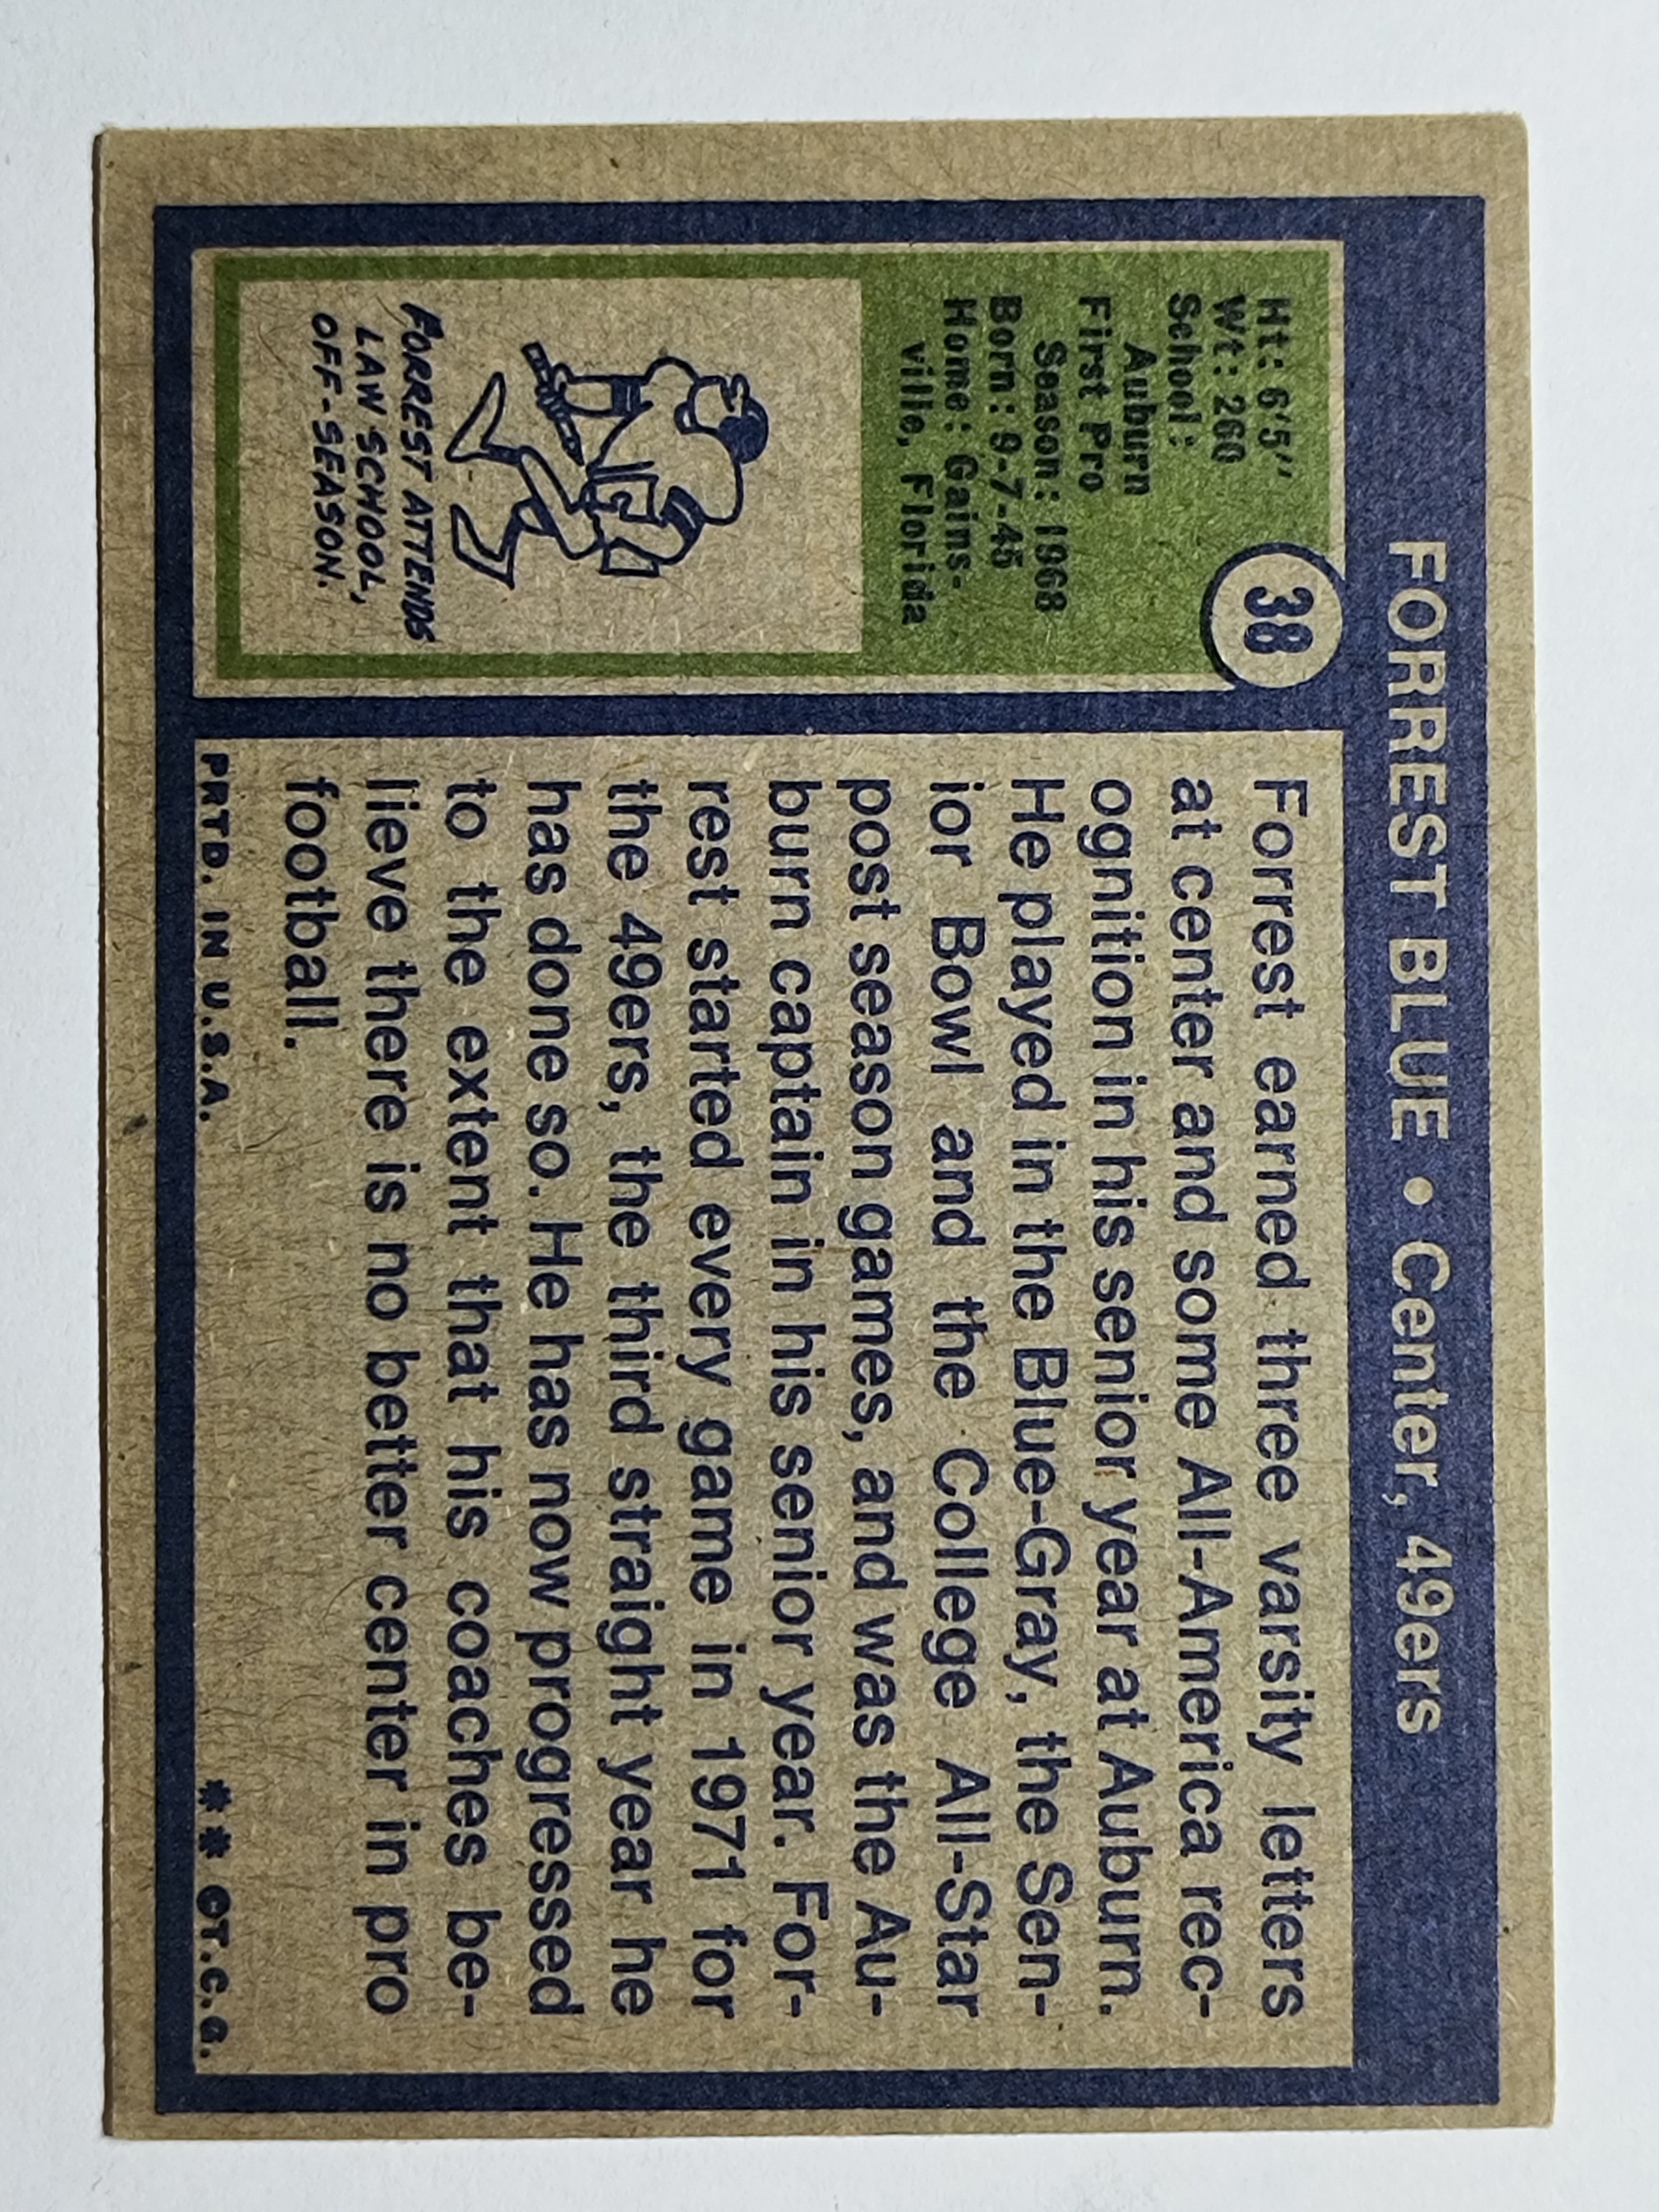 FORREST BLUE • Center, 49ers
38
Ht: 6'5"
Wt: 260
School:
Auburn
First Pro
Season: 1968
Born: 9-7-45
Home: Gains-
ville, Florida
FORREST ATTENDS
LAW SCHOOL,
OFF-SEASON.
Forrest earned three varsity letters
at center and some All-America rec-
ognition in his senior year at Auburn.
He played in the Blue-Gray, the Sen-
ior Bowl and the College All-Star
post season games, and was the Au-
burn captain in his senior year. For-
rest started every game in 1971 for
the 49ers, the third straight year he
has done so. He has now progressed
to the extent that his coaches be-
lieve there is no better center in pro
football.
PRTD. IN U.S.A.
** ©T.C.G.